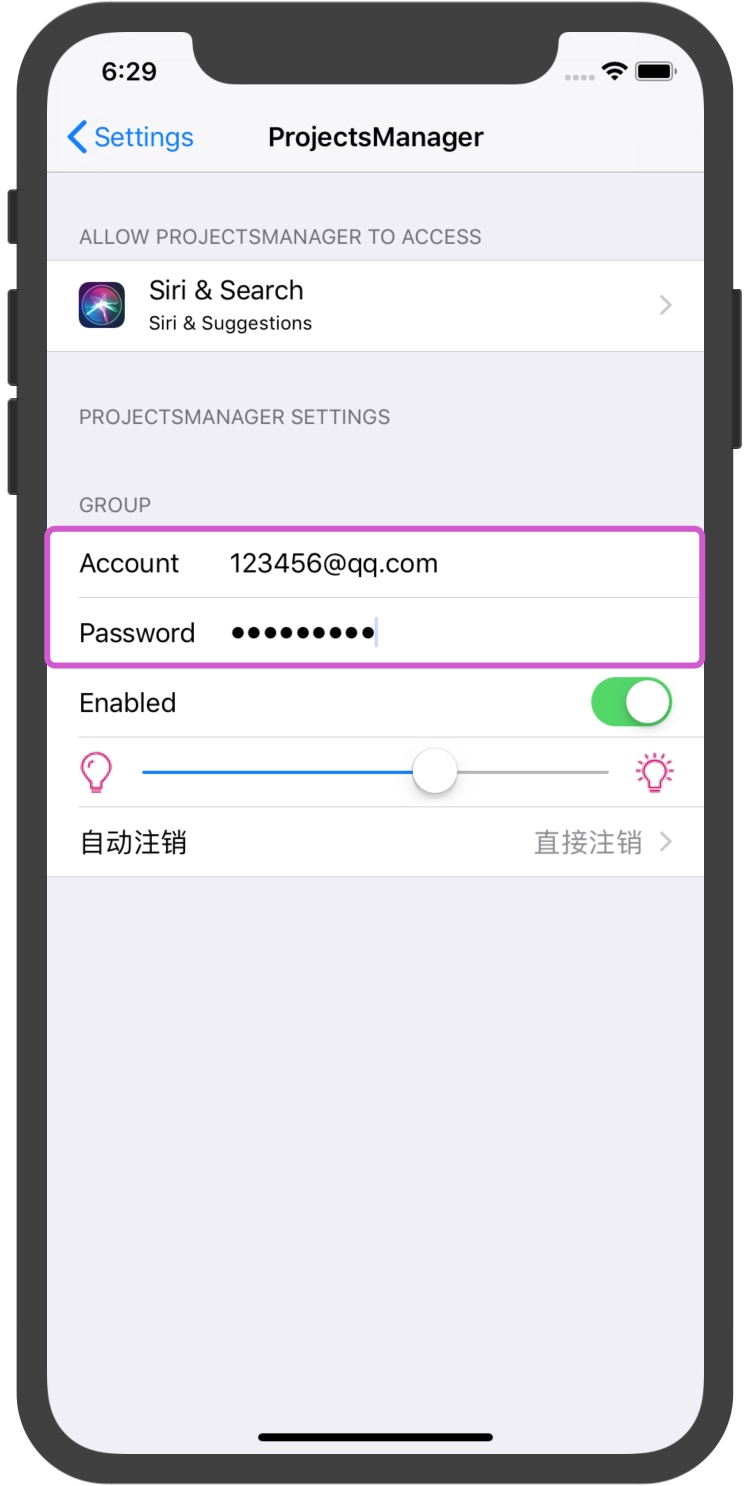 6:29
Settings
ProjectsManager
ALLOW PROJECTSMANAGER TO ACCESS
Siri & Search
Siri & Suggestions
PROJECTSMANAGER SETTINGS
GROUP
Account 123456@qq.com
Password •••••••••
Enabled
自动注销 直接注销